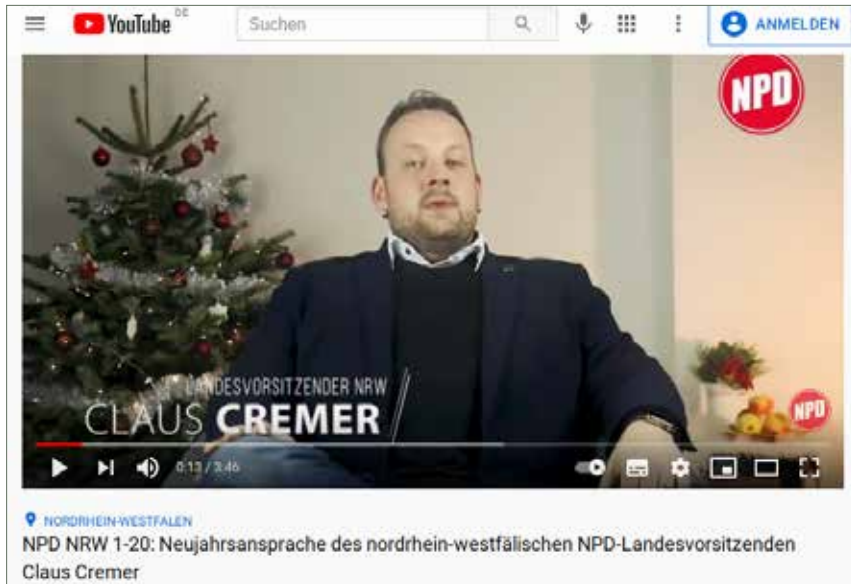 YouTube DE
Suchen
ANMELDEN
NPD
LANDESVORSITZENDER NRW
CLAUS CREMER
NPD
0:13 / 3:46
NORDRHEIN-WESTFALEN
NPD NRW 1-20: Neujahrsansprache des nordrhein-westfälischen NPD-Landesvorsitzenden
Claus Cremer